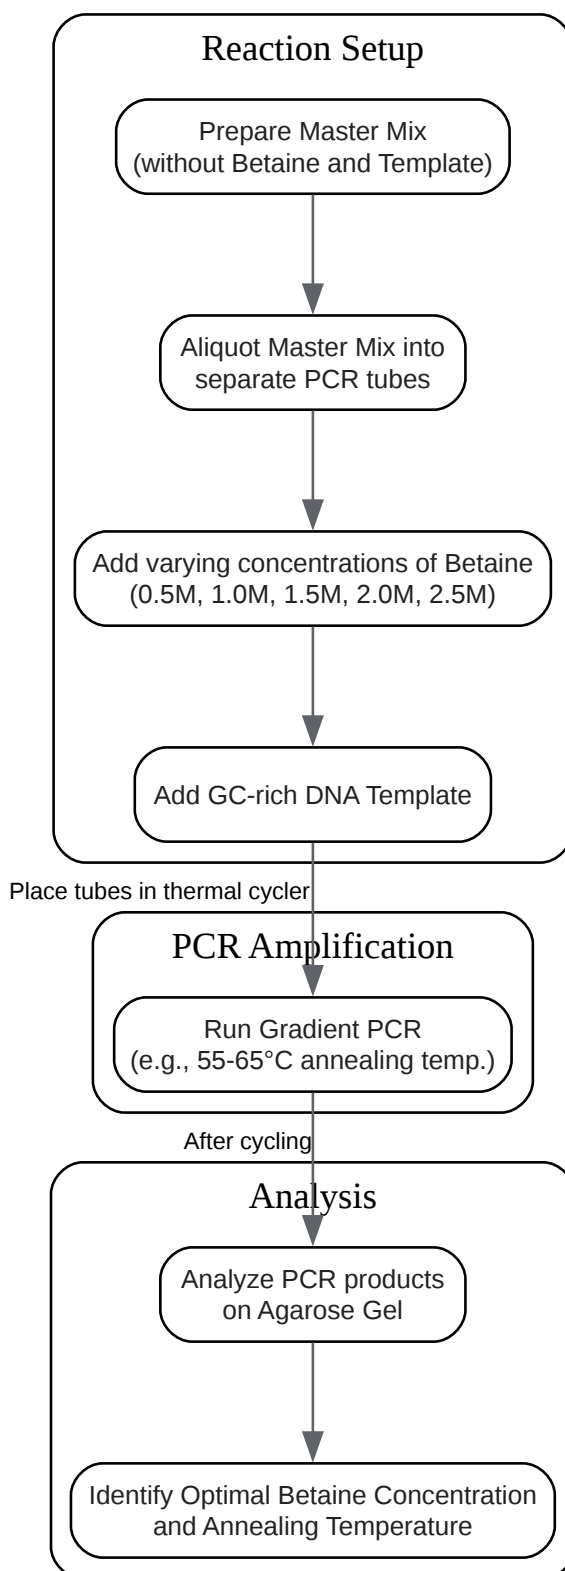 Reaction Setup
Prepare Master Mix
(without Betaine and Template)
Aliquot Master Mix into
separate PCR tubes
Add varying concentrations of Betaine
(0.5M, 1.0M, 1.5M, 2.0M, 2.5M)
Add GC-rich DNA Template
Place tubes in thermal cycler
PCR Amplification
Run Gradient PCR
(e.g., 55-65°C annealing temp.)
After cycling
Analysis
Analyze PCR products
on Agarose Gel
Identify Optimal Betaine Concentration
and Annealing Temperature